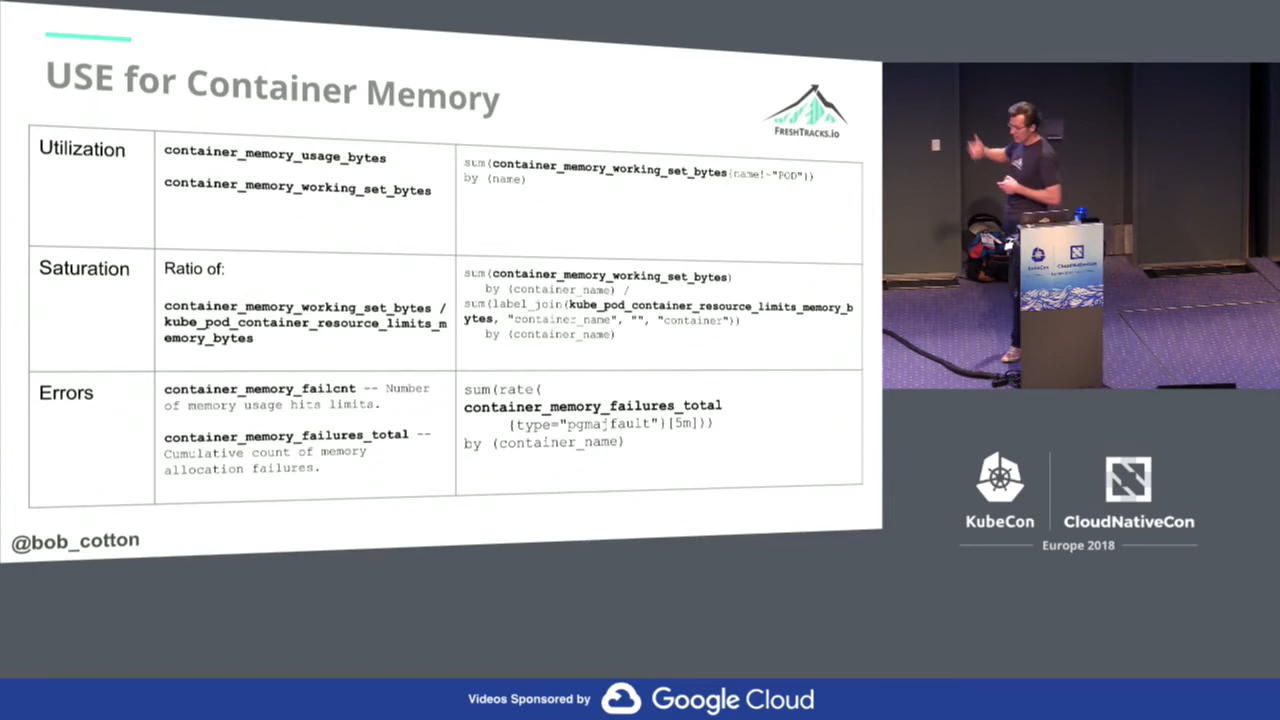 USE for Container Memory
FRESHTRACKS.IO
Utilization
container_memory_usage_bytes
container_memory_working_set_bytes
sum(container_memory_working_set_bytes{name!~"POD"})
by (name)
Saturation
Ratio of:
container_memory_working_set_bytes /
kube_pod_container_resource_limits_m
emory_bytes
sum(container_memory_working_set_bytes)
by (container_name) /
sum(label_join(kube_pod_container_resource_limits_memory_b
ytes, "container_name", "", "container"))
by (container_name)
Errors
container_memory_failcnt -- Number
of memory usage hits limits.
container_memory_failures_total --
Cumulative count of memory
allocation failures.
sum(rate(
container_memory_failures_total
{type="pgmajfault"}[5m]))
by (container_name)
@bob_cotton
KubeCon
CloudNativeCon
KubeCon
CloudNativeCon
Europe 2018
Videos Sponsored by Google Cloud